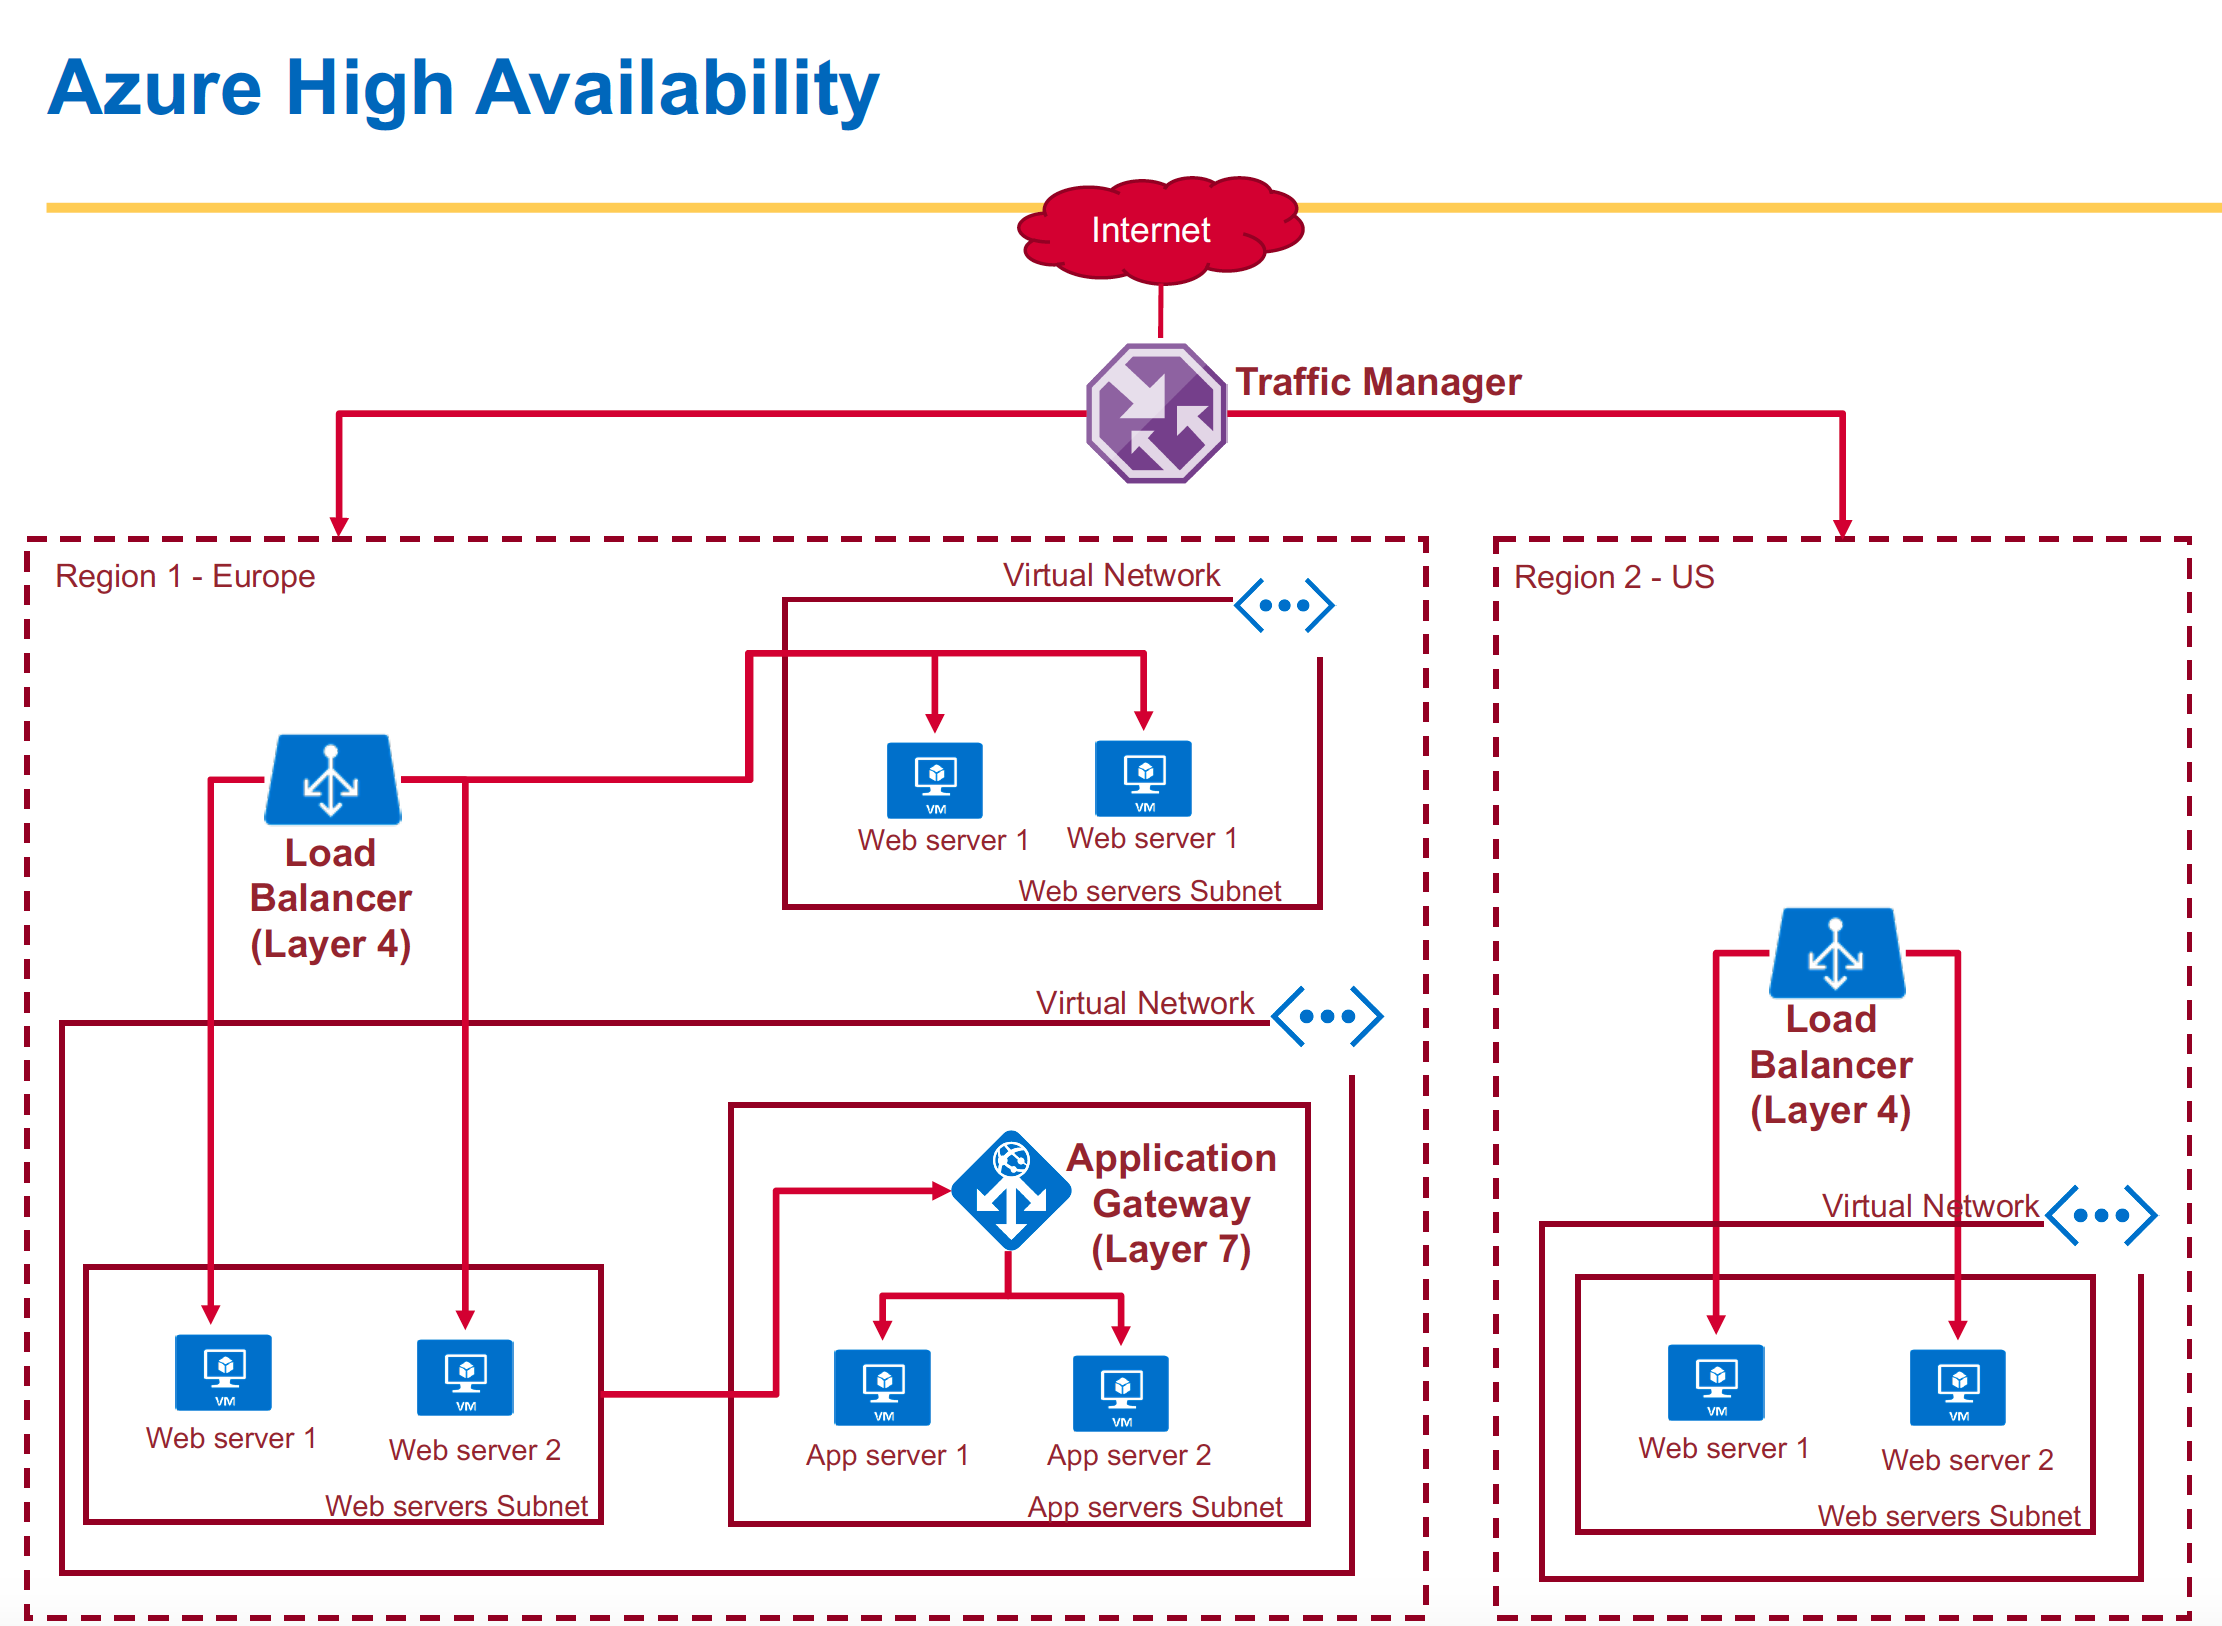 Azure High Availability
Internet
Traffic Manager
Region 1 - Europe
Virtual Network
Region 2 - US
VM
VM
Web server 1
Web server 1
Web servers Subnet
Load
Balancer
(Layer 4)
Virtual Network
Load
Balancer
(Layer 4)
Application
Gateway
(Layer 7)
Virtual Network
VM
VM
VM
VM
VM
VM
Web server 1
Web server 2
App server 1
App server 2
Web server 1
Web server 2
Web servers Subnet
App servers Subnet
Web servers Subnet